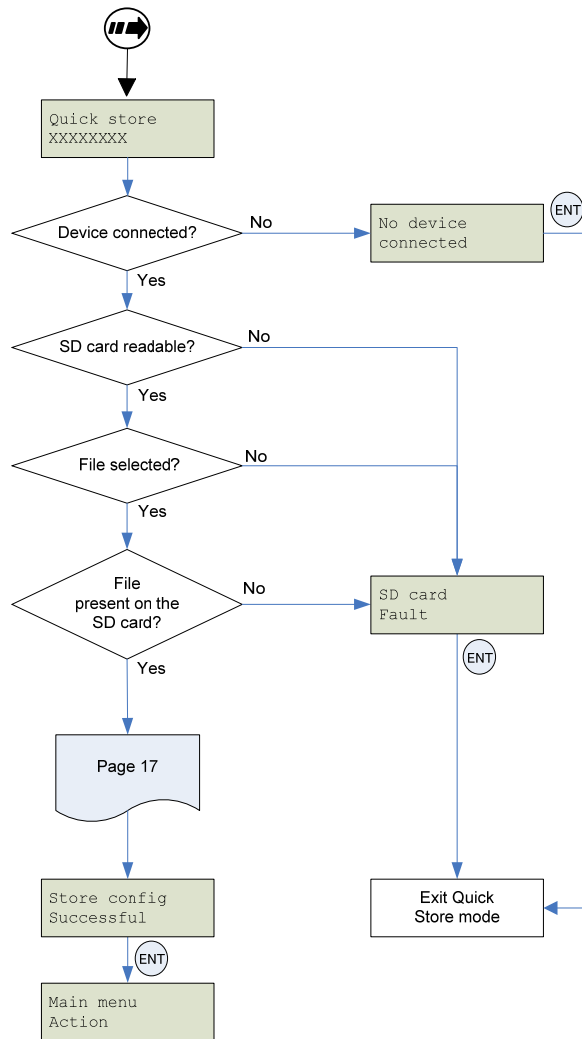 Quick store
XXXXXXXX
Device connected?
No
No device
connected
ENT
Yes
SD card readable?
No
Yes
File selected?
No
Yes
File
present on the
SD card?
No
SD card
Fault
ENT
Yes
Page 17
Store config
Successful
Exit Quick
Store mode
ENT
Main menu
Action